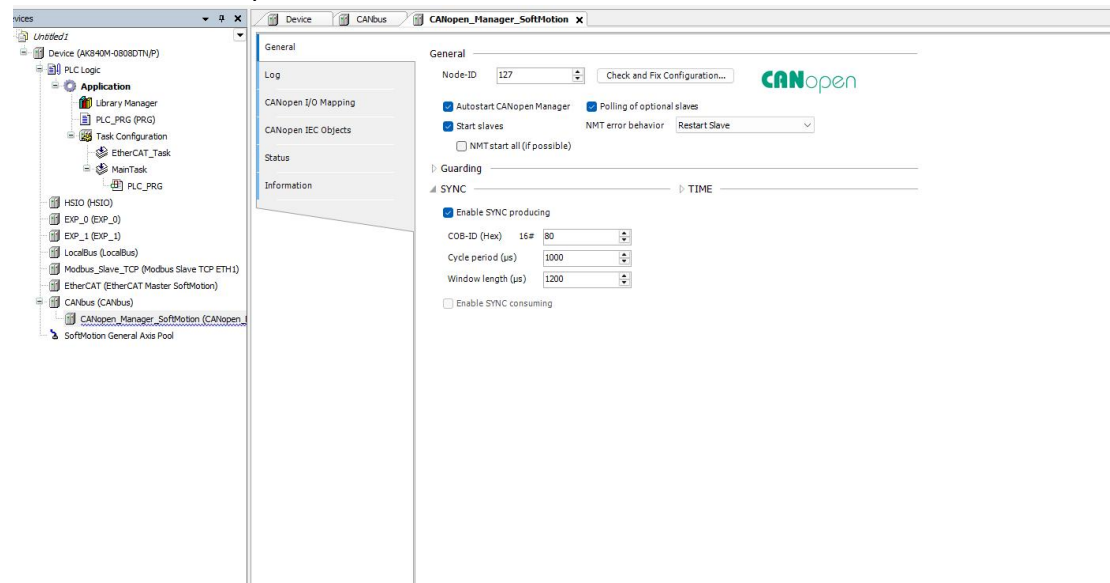 vices
Device
CANbus
CANopen_Manager_SoftMotion
Untitled1
Device (AK840M-0808DTN/P)
PLC Logic
Application
Library Manager
PLC_PRG (PRG)
Task Configuration
EtherCAT_Task
MainTask
PLC_PRG
HSIO (HSIO)
EXP_0 (EXP_0)
EXP_1 (EXP_1)
LocalBus (LocalBus)
Modbus_Slave_TCP (Modbus Slave TCP ETH1)
EtherCAT (EtherCAT Master SoftMotion)
CANbus (CANbus)
CANopen_Manager_SoftMotion (CANopen_
SoftMotion General Axis Pool
General
Log
CANopen I/O Mapping
CANopen IEC Objects
Status
Information
General
Node-ID 127 Check and Fix Configuration...
CANopen
Autostart CANopen Manager Polling of optional slaves
Start slaves NMT error behavior Restart Slave
NMT start all (if possible)
Guarding
SYNC TIME
Enable SYNC producing
COB-ID (Hex) 16# 80
Cycle period (µs) 1000
Window length (µs) 1200
Enable SYNC consuming